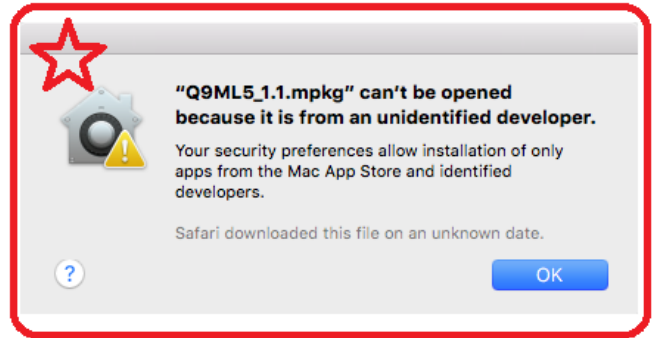 “Q9ML5_1.1.mpkg” can’t be opened
because it is from an unidentified developer.
Your security preferences allow installation of only
apps from the Mac App Store and identified
developers.
Safari downloaded this file on an unknown date.
?
OK